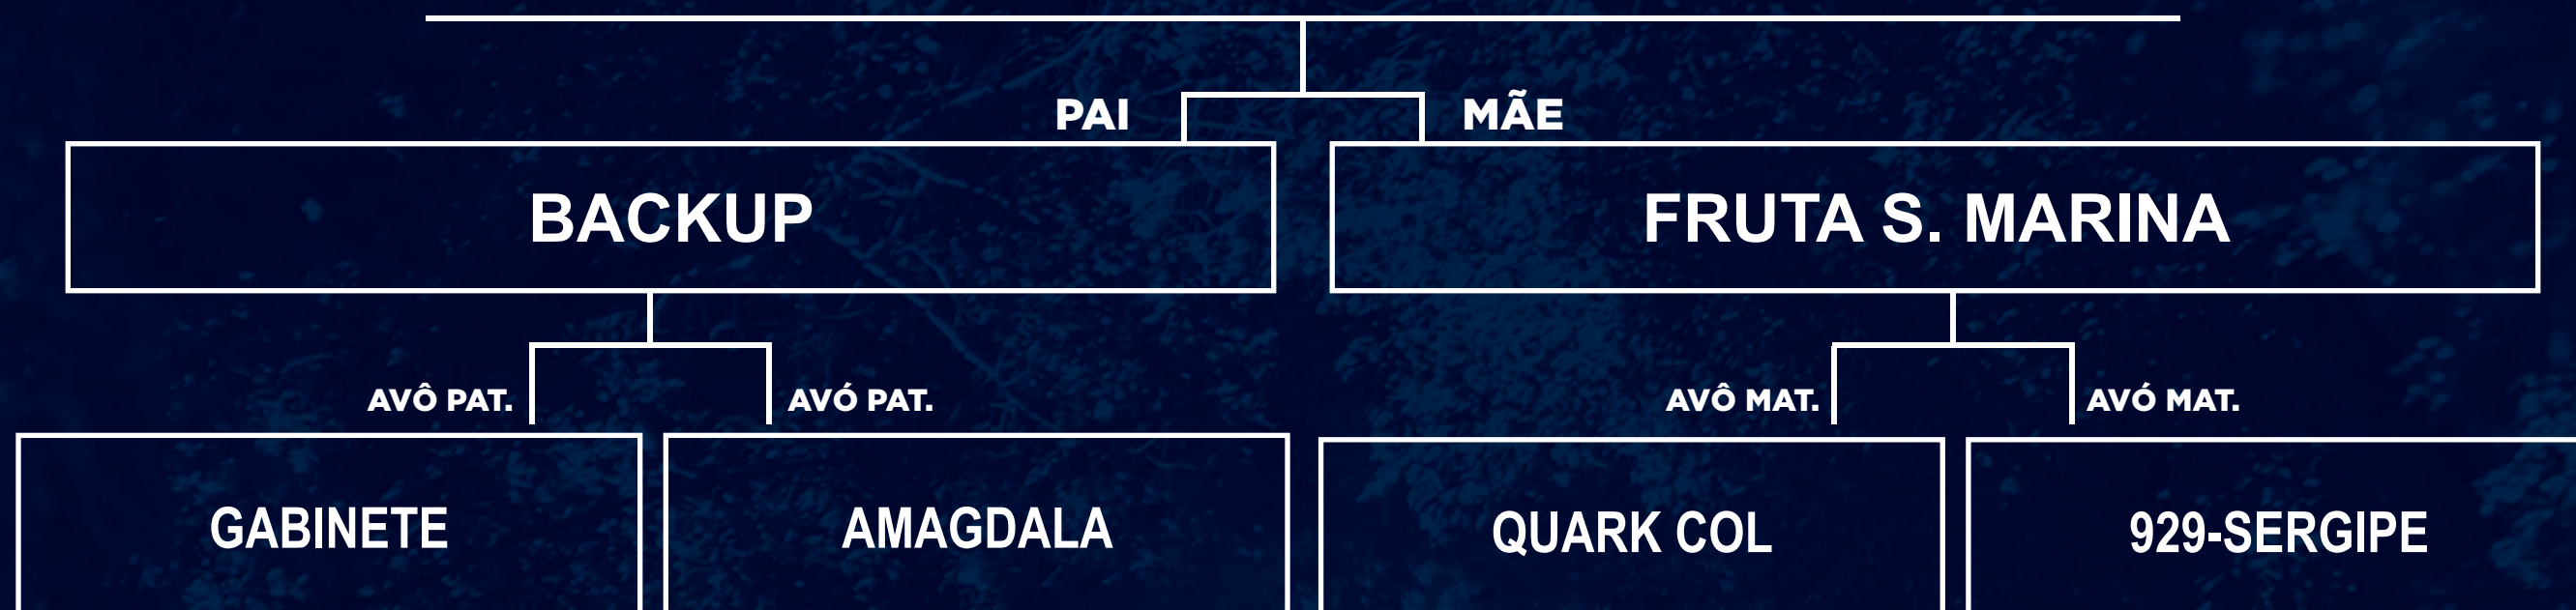 PAI MÃE
BACKUP FRUTA S. MARINA
AVÔ PAT. AVÓ PAT. AVÔ MAT. AVÓ MAT.
GABINETE AMAGDALA QUARK COL 929-SERGIPE